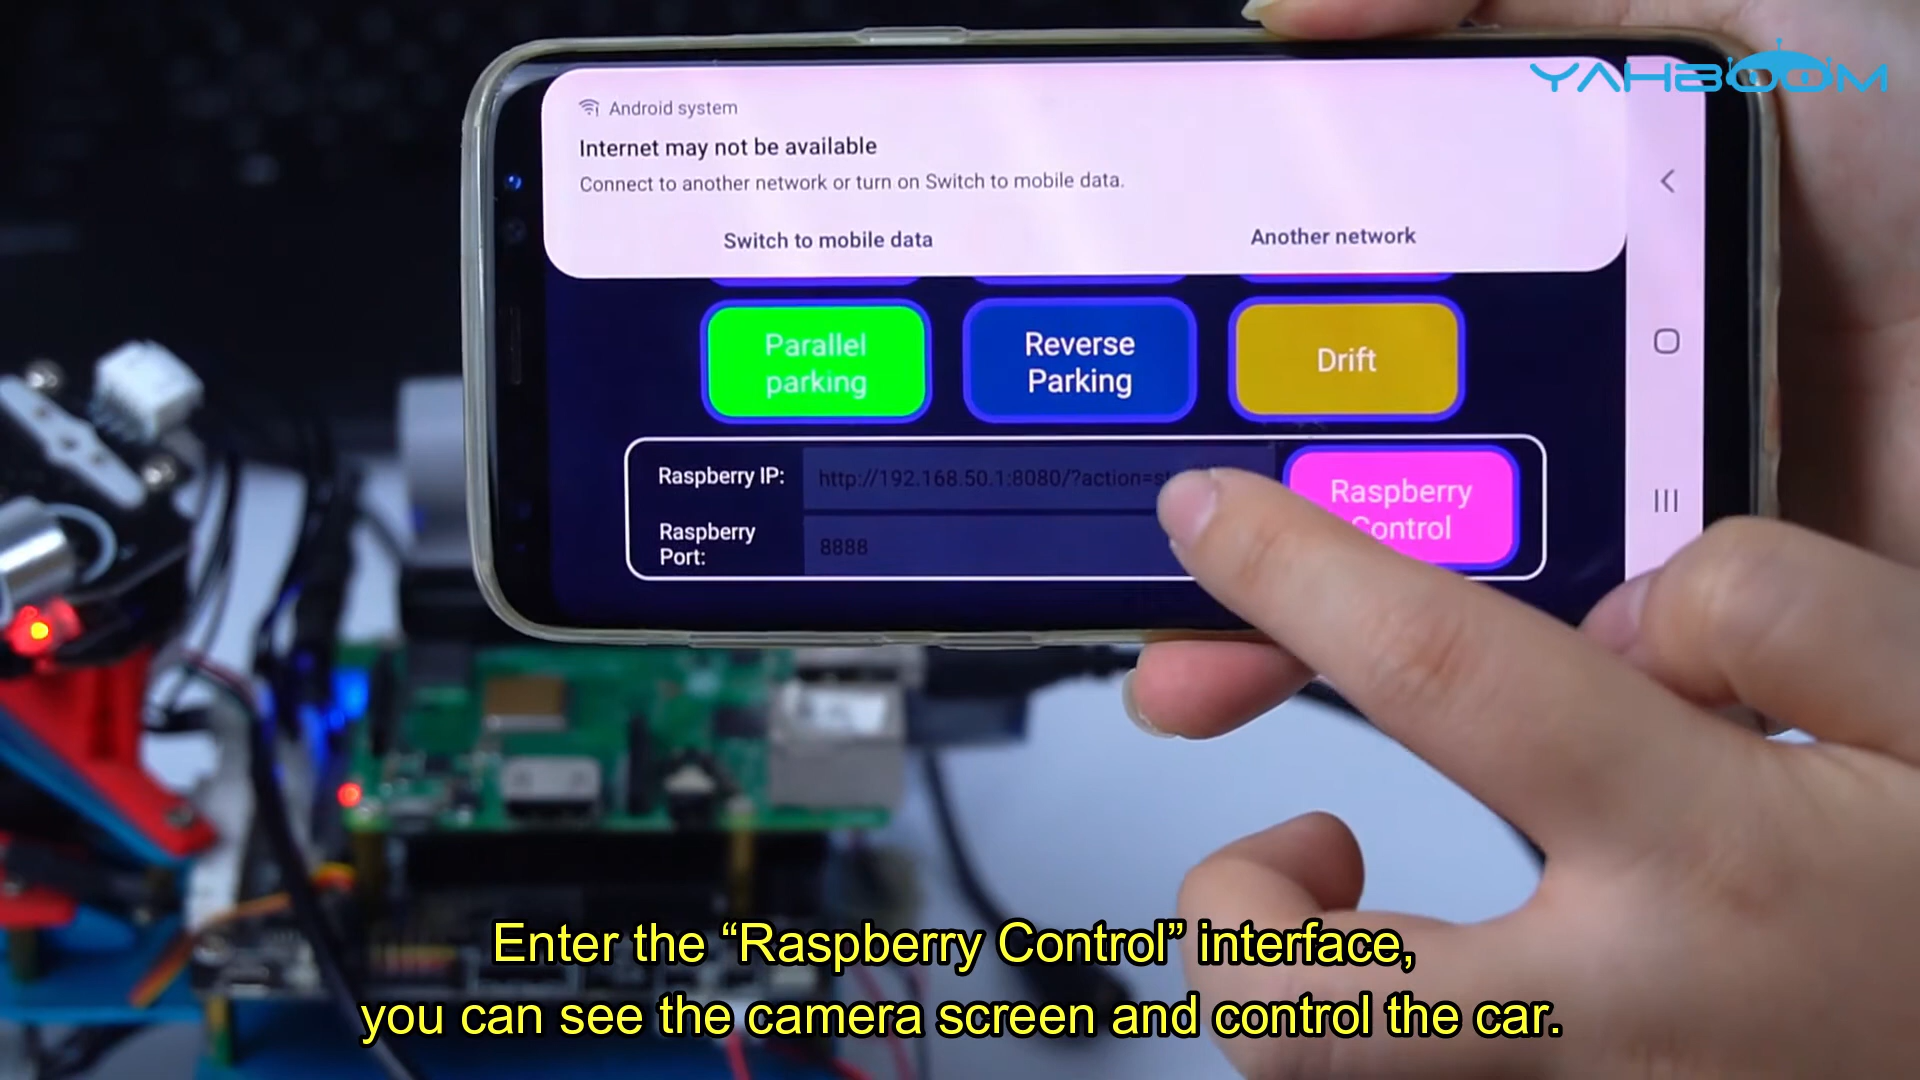 YAHBOOM
Android system
Internet may not be available
Connect to another network or turn on Switch to mobile data.
Switch to mobile data
Another network
Parallel
parking
Reverse
Parking
Drift
Raspberry IP:
http://192.168.50.1:8080/?action=st
Raspberry
Port:
8888
Raspberry
Control
Enter the “Raspberry Control” interface,
you can see the camera screen and control the car.